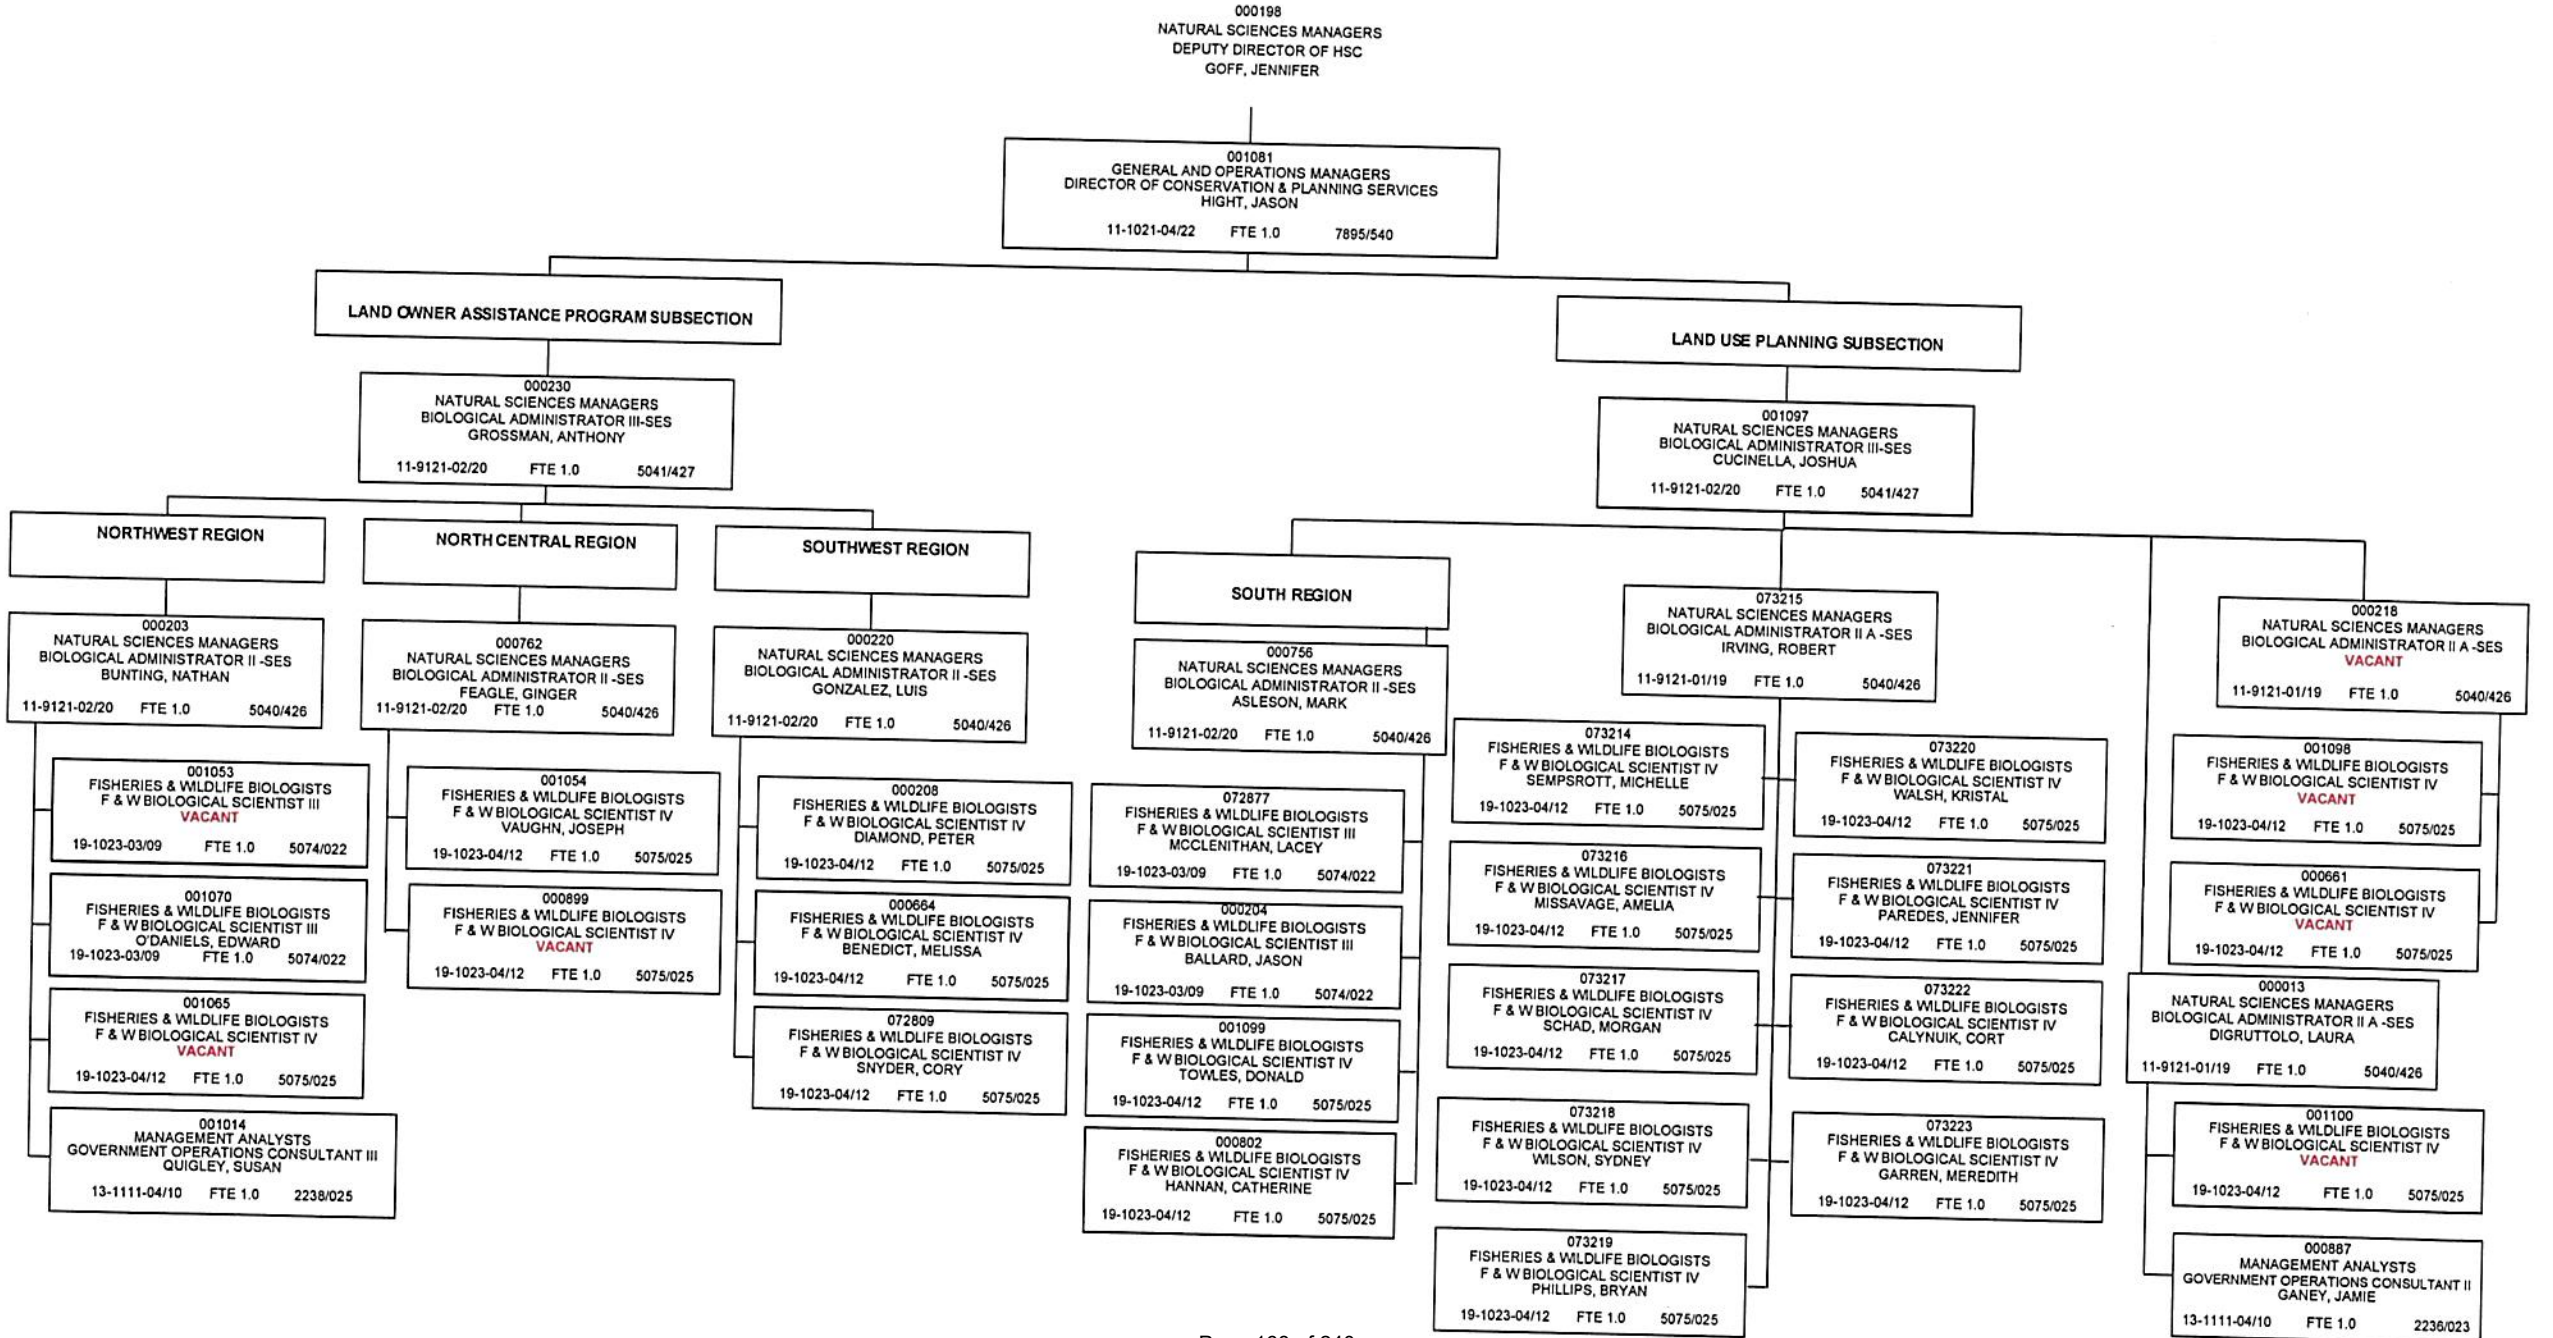 000198
NATURAL SCIENCES MANAGERS
DEPUTY DIRECTOR OF HSC
GOFF, JENNIFER
001081
GENERAL AND OPERATIONS MANAGERS
DIRECTOR OF CONSERVATION & PLANNING SERVICES
HIGHT, JASON
11-1021-04/22 FTE 1.0 7895/540
LAND OWNER ASSISTANCE PROGRAM SUBSECTION
000230
NATURAL SCIENCES MANAGERS
BIOLOGICAL ADMINISTRATOR III-SES
GROSSMAN, ANTHONY
11-9121-02/20 FTE 1.0 5041/427
NORTHWEST REGION
000203
NATURAL SCIENCES MANAGERS
BIOLOGICAL ADMINISTRATOR II -SES
BUNTING, NATHAN
11-9121-02/20 FTE 1.0 5040/426
001053
FISHERIES & WILDLIFE BIOLOGISTS
F & W BIOLOGICAL SCIENTIST III
VACANT
19-1023-03/09 FTE 1.0 5074/022
001070
FISHERIES & WILDLIFE BIOLOGISTS
F & W BIOLOGICAL SCIENTIST III
O'DANIELS, EDWARD
19-1023-03/09 FTE 1.0 5074/022
001065
FISHERIES & WILDLIFE BIOLOGISTS
F & W BIOLOGICAL SCIENTIST IV
VACANT
19-1023-04/12 FTE 1.0 5075/025
001014
MANAGEMENT ANALYSTS
GOVERNMENT OPERATIONS CONSULTANT III
QUIGLEY, SUSAN
13-1111-04/10 FTE 1.0 2238/025
NORTH CENTRAL REGION
000762
NATURAL SCIENCES MANAGERS
BIOLOGICAL ADMINISTRATOR II -SES
FEAGLE, GINGER
11-9121-02/20 FTE 1.0 5040/426
001054
FISHERIES & WILDLIFE BIOLOGISTS
F & W BIOLOGICAL SCIENTIST IV
VAUGHN, JOSEPH
19-1023-04/12 FTE 1.0 5075/025
000899
FISHERIES & WILDLIFE BIOLOGISTS
F & W BIOLOGICAL SCIENTIST IV
VACANT
19-1023-04/12 FTE 1.0 5075/025
SOUTHWEST REGION
000220
NATURAL SCIENCES MANAGERS
BIOLOGICAL ADMINISTRATOR II -SES
GONZALEZ, LUIS
11-9121-02/20 FTE 1.0 5040/426
000208
FISHERIES & WILDLIFE BIOLOGISTS
F & W BIOLOGICAL SCIENTIST IV
DIAMOND, PETER
19-1023-04/12 FTE 1.0 5075/025
000664
FISHERIES & WILDLIFE BIOLOGISTS
F & W BIOLOGICAL SCIENTIST IV
BENEDICT, MELISSA
19-1023-04/12 FTE 1.0 5075/025
072809
FISHERIES & WILDLIFE BIOLOGISTS
F & W BIOLOGICAL SCIENTIST IV
SNYDER, CORY
19-1023-04/12 FTE 1.0 5075/025
LAND USE PLANNING SUBSECTION
001097
NATURAL SCIENCES MANAGERS
BIOLOGICAL ADMINISTRATOR III-SES
CUCINELLA, JOSHUA
11-9121-02/20 FTE 1.0 5041/427
SOUTH REGION
000756
NATURAL SCIENCES MANAGERS
BIOLOGICAL ADMINISTRATOR II -SES
ASLESON, MARK
11-9121-02/20 FTE 1.0 5040/426
072877
FISHERIES & WILDLIFE BIOLOGISTS
F & W BIOLOGICAL SCIENTIST III
MCCLENITHAN, LACEY
19-1023-03/09 FTE 1.0 5074/022
000204
FISHERIES & WILDLIFE BIOLOGISTS
F & W BIOLOGICAL SCIENTIST III
BALLARD, JASON
19-1023-03/09 FTE 1.0 5074/022
001099
FISHERIES & WILDLIFE BIOLOGISTS
F & W BIOLOGICAL SCIENTIST IV
TOWLES, DONALD
19-1023-04/12 FTE 1.0 5075/025
000802
FISHERIES & WILDLIFE BIOLOGISTS
F & W BIOLOGICAL SCIENTIST IV
HANNAN, CATHERINE
19-1023-04/12 FTE 1.0 5075/025
073215
NATURAL SCIENCES MANAGERS
BIOLOGICAL ADMINISTRATOR II A -SES
IRVING, ROBERT
11-9121-01/19 FTE 1.0 5040/426
073214
FISHERIES & WILDLIFE BIOLOGISTS
F & W BIOLOGICAL SCIENTIST IV
SEMPSROTT, MICHELLE
19-1023-04/12 FTE 1.0 5075/025
073216
FISHERIES & WILDLIFE BIOLOGISTS
F & W BIOLOGICAL SCIENTIST IV
MISSAVAGE, AMELIA
19-1023-04/12 FTE 1.0 5075/025
073217
FISHERIES & WILDLIFE BIOLOGISTS
F & W BIOLOGICAL SCIENTIST IV
SCHAD, MORGAN
19-1023-04/12 FTE 1.0 5075/025
073218
FISHERIES & WILDLIFE BIOLOGISTS
F & W BIOLOGICAL SCIENTIST IV
WILSON, SYDNEY
19-1023-04/12 FTE 1.0 5075/025
073219
FISHERIES & WILDLIFE BIOLOGISTS
F & W BIOLOGICAL SCIENTIST IV
PHILLIPS, BRYAN
19-1023-04/12 FTE 1.0 5075/025
073220
FISHERIES & WILDLIFE BIOLOGISTS
F & W BIOLOGICAL SCIENTIST IV
WALSH, KRISTAL
19-1023-04/12 FTE 1.0 5075/025
073221
FISHERIES & WILDLIFE BIOLOGISTS
F & W BIOLOGICAL SCIENTIST IV
PAREDES, JENNIFER
19-1023-04/12 FTE 1.0 5075/025
073222
FISHERIES & WILDLIFE BIOLOGISTS
F & W BIOLOGICAL SCIENTIST IV
CALYNUIK, CORT
19-1023-04/12 FTE 1.0 5075/025
073223
FISHERIES & WILDLIFE BIOLOGISTS
F & W BIOLOGICAL SCIENTIST IV
GARREN, MEREDITH
19-1023-04/12 FTE 1.0 5075/025
000218
NATURAL SCIENCES MANAGERS
BIOLOGICAL ADMINISTRATOR II A -SES
VACANT
11-9121-01/19 FTE 1.0 5040/426
001098
FISHERIES & WILDLIFE BIOLOGISTS
F & W BIOLOGICAL SCIENTIST IV
VACANT
19-1023-04/12 FTE 1.0 5075/025
000661
FISHERIES & WILDLIFE BIOLOGISTS
F & W BIOLOGICAL SCIENTIST IV
VACANT
19-1023-04/12 FTE 1.0 5075/025
000013
NATURAL SCIENCES MANAGERS
BIOLOGICAL ADMINISTRATOR II A -SES
DIGRUTTOLO, LAURA
11-9121-01/19 FTE 1.0 5040/426
001100
FISHERIES & WILDLIFE BIOLOGISTS
F & W BIOLOGICAL SCIENTIST IV
VACANT
19-1023-04/12 FTE 1.0 5075/025
000887
MANAGEMENT ANALYSTS
GOVERNMENT OPERATIONS CONSULTANT II
GANEY, JAMIE
13-1111-04/10 FTE 1.0 2236/023